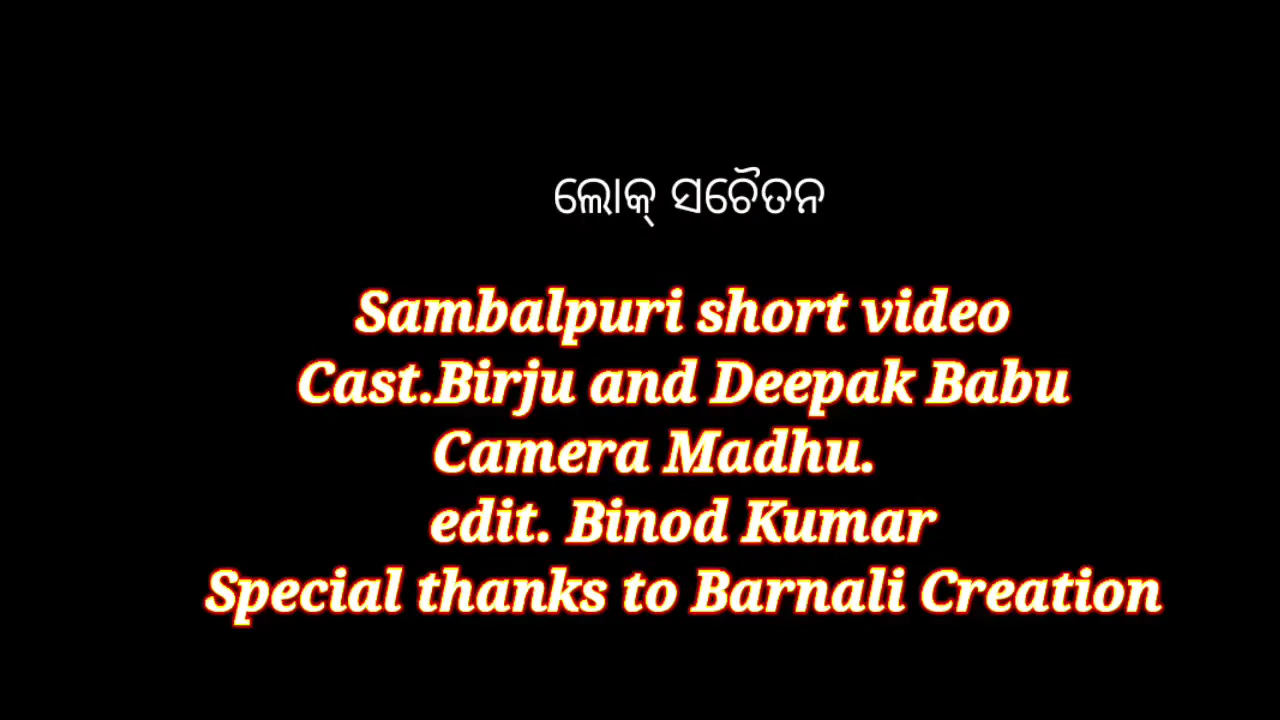 ଲୋକ୍ ସଚୈତନ
Sambalpuri short video
Cast.Birju and Deepak Babu
Camera Madhu.
edit. Binod Kumar
Special thanks to Barnali Creation